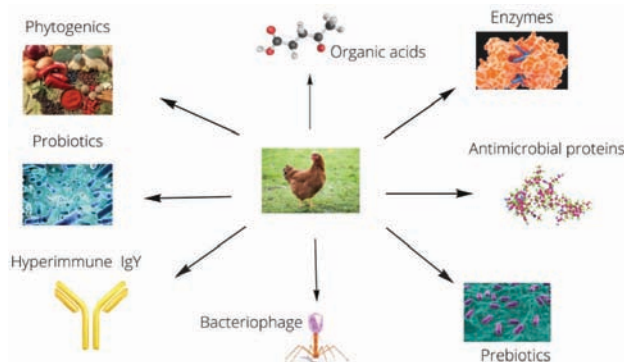 Phytogenics
Organic acids
Enzymes
Probiotics
Antimicrobial proteins
Hyperimmune IgY
Bacteriophage
Prebiotics